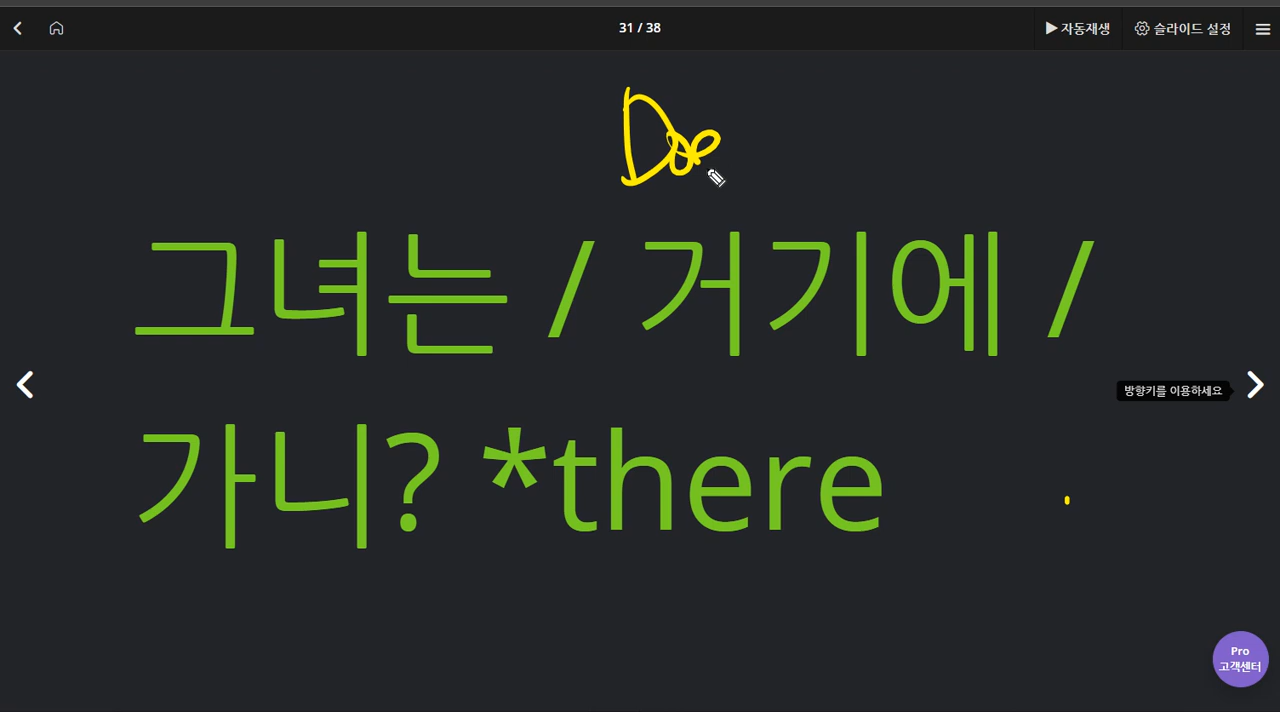 31 / 38
▶ 자동재생
슬라이드 설정
그녀는 / 거기에 /
가니? *there
방향키를 이용하세요
Pro
고객센터